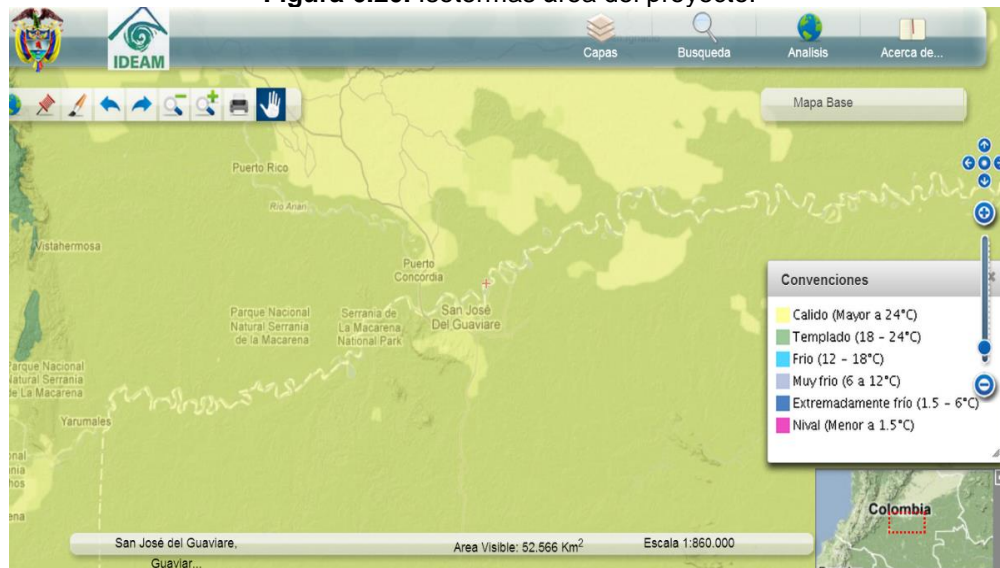 Figura 6.26. Isotermas área del proyecto.
IDEAM
Capas
Busqueda
Analisis
Acerca de...
Mapa Base
Puerto Rico
Río Ariari
Vistahermosa
Puerto
Concordia
Parque Nacional
Natural Serranía
de la Macarena
Serranía de
La Macarena
National Park
San José
Del Guaviare
Parque Nacional
Natural Serranía
de La Macarena
Yarumales
Convenciones
Calido (Mayor a 24°C)
Templado (18 - 24°C)
Frio (12 - 18°C)
Muy frio (6 a 12°C)
Extremadamente frío (1.5 - 6°C)
Nival (Menor a 1.5°C)
Colombia
San José del Guaviare,
Guaviar...
Area Visible: 52.566 Km2
Escala 1:860.000